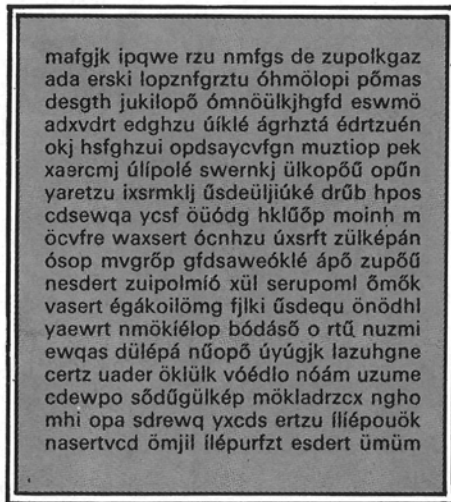 mafgjk ipqwe rzu nmfgs de zupolkgaz
ada erski lopznfgrztu óhmölopi pőmas
desgth jukilopő ómnöülkjhgfd eswmö
adxvdrt edghzu úíklé ágrhztá édrtzuén
okj hsfghzui opdsaycvfgn muztiop pek
xaercmj úlípolé swernkj ülkopőű opűn
yaretzu ixsrmklj űsdeüljiúké drűb hpos
cdsewqa ycsf öüódg hklűőp moinh m
öcvfre waxsert ócnhzu úxsrft zülképán
ósop mvgrőp gfdsaweóklé ápő zupőű
nesdert zuipolmíó xül serupoml őmők
vasert égákoilömg fjlki űsdequ önödhl
yaewrt nmökíélop bódáső o rtű nuzmi
ewqas dülépá nűopő úyúgjk lazuhgne
certz uader öklülk vóédlo nóám uzume
cdewpo sődűgülkép mökladrzcx ngho
mhi opa sdrewq yxcds ertzu ílíépouök
nasertvcd ömjil ílépurfzt esdert ümüm